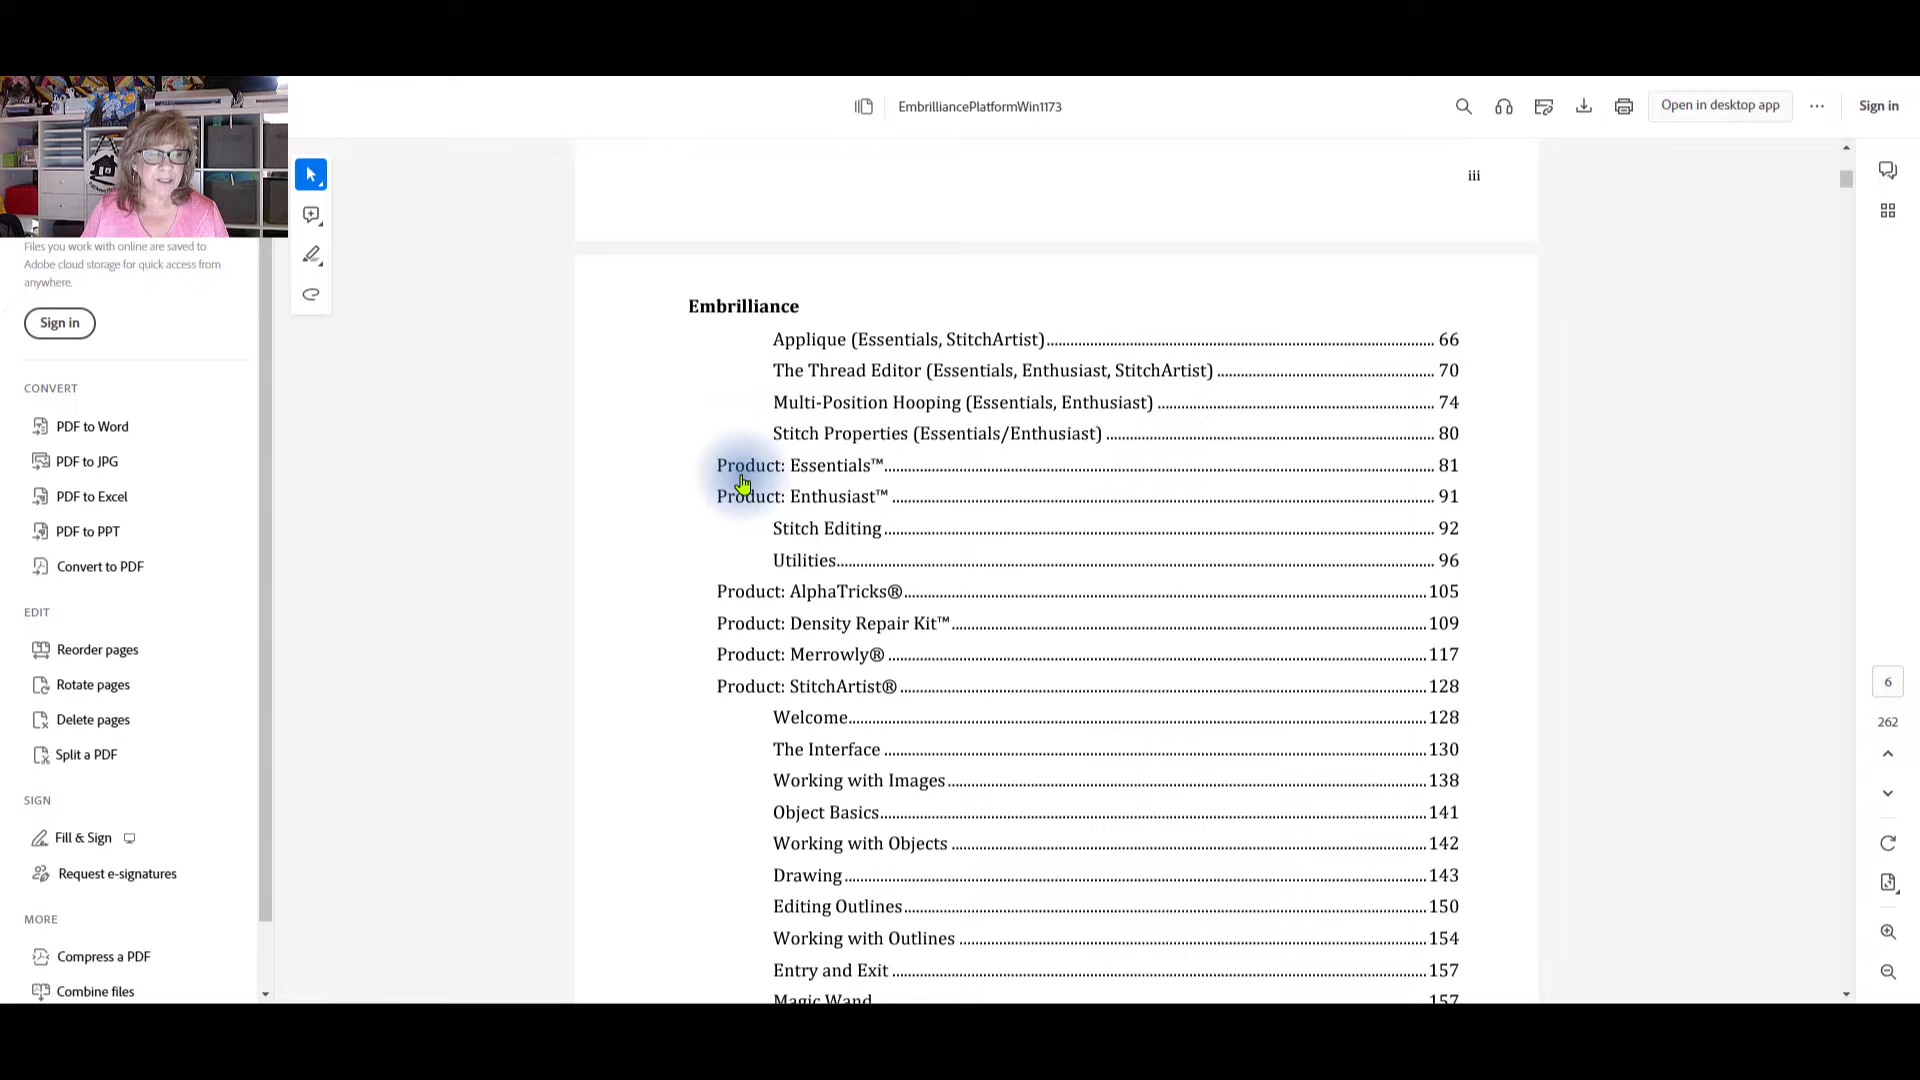 EmbrilliancePlatformWin1173
Open in desktop app
Sign in
Files you work with online are saved to
Adobe cloud storage for quick access from
anywhere.
Sign in
CONVERT
PDF to Word
PDF to JPG
PDF to Excel
PDF to PPT
Convert to PDF
EDIT
Reorder pages
Rotate pages
Delete pages
Split a PDF
SIGN
Fill & Sign
Request e-signatures
MORE
Compress a PDF
Combine files
iii
Embrilliance
Applique (Essentials, StitchArtist) 66
The Thread Editor (Essentials, Enthusiast, StitchArtist) 70
Multi-Position Hooping (Essentials, Enthusiast) 74
Stitch Properties (Essentials/Enthusiast) 80
Product: Essentials™ 81
Product: Enthusiast™ 91
Stitch Editing 92
Utilities 96
Product: AlphaTricks® 105
Product: Density Repair Kit™ 109
Product: Merrowly® 117
Product: StitchArtist® 128
Welcome 128
The Interface 130
Working with Images 138
Object Basics 141
Working with Objects 142
Drawing 143
Editing Outlines 150
Working with Outlines 154
Entry and Exit 157
Magic Wand 157
6
262